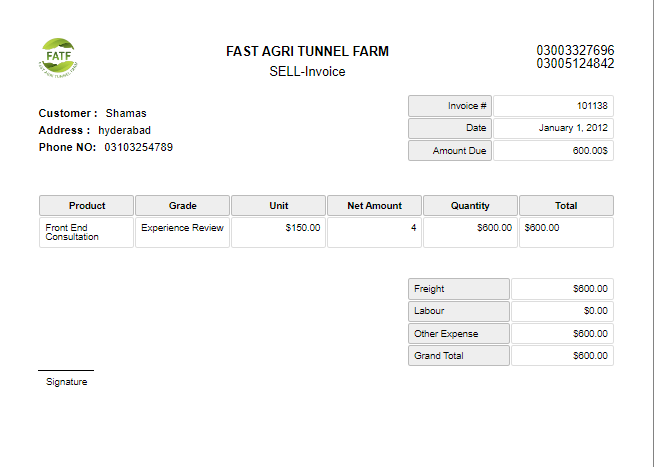 FATF
FAST AGRI TUNNEL FARM
FAST AGRI TUNNEL FARM
SELL-Invoice
03003327696
03005124842
Customer : Shamas
Address : hyderabad
Phone NO: 03103254789
Invoice # 101138
Date January 1, 2012
Amount Due 600.00$
Product Grade Unit Net Amount Quantity Total
Front End Consultation Experience Review $150.00 4 $600.00 $600.00
Freight $600.00
Labour $0.00
Other Expense $600.00
Grand Total $600.00
Signature